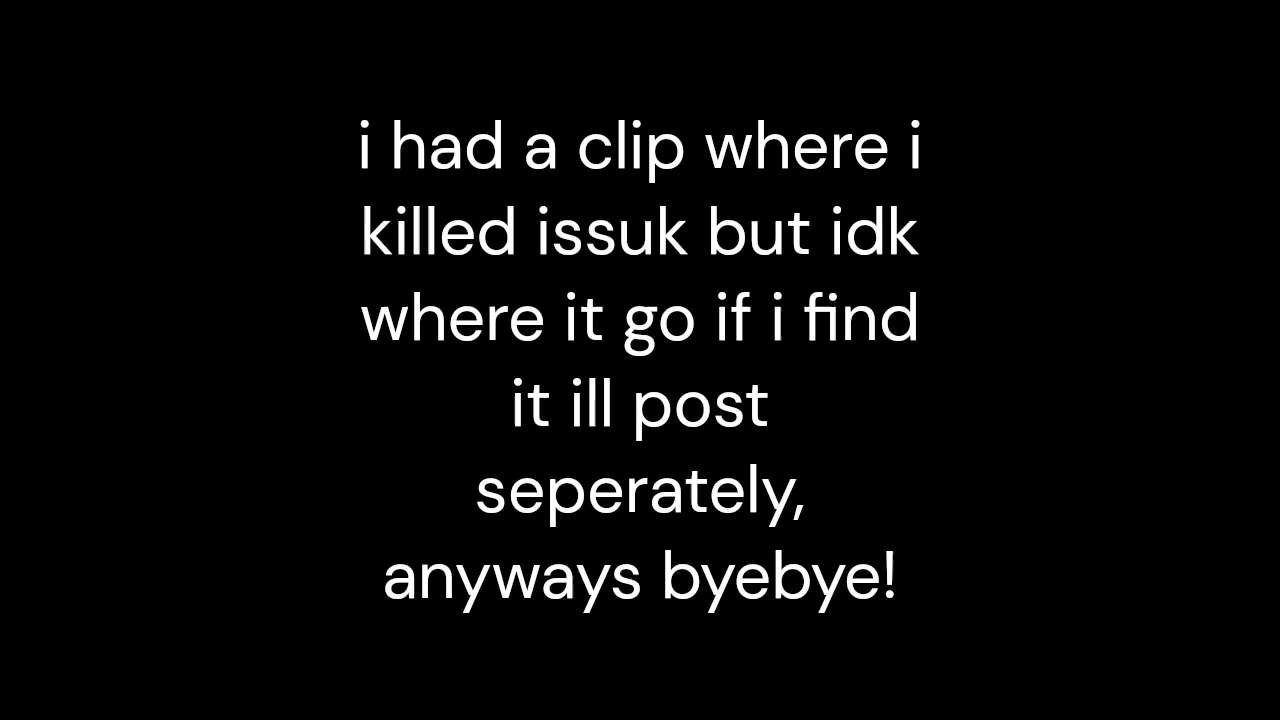 i had a clip where i
killed issuk but idk
where it go if i find
it ill post
seperately,
anyways byebye!